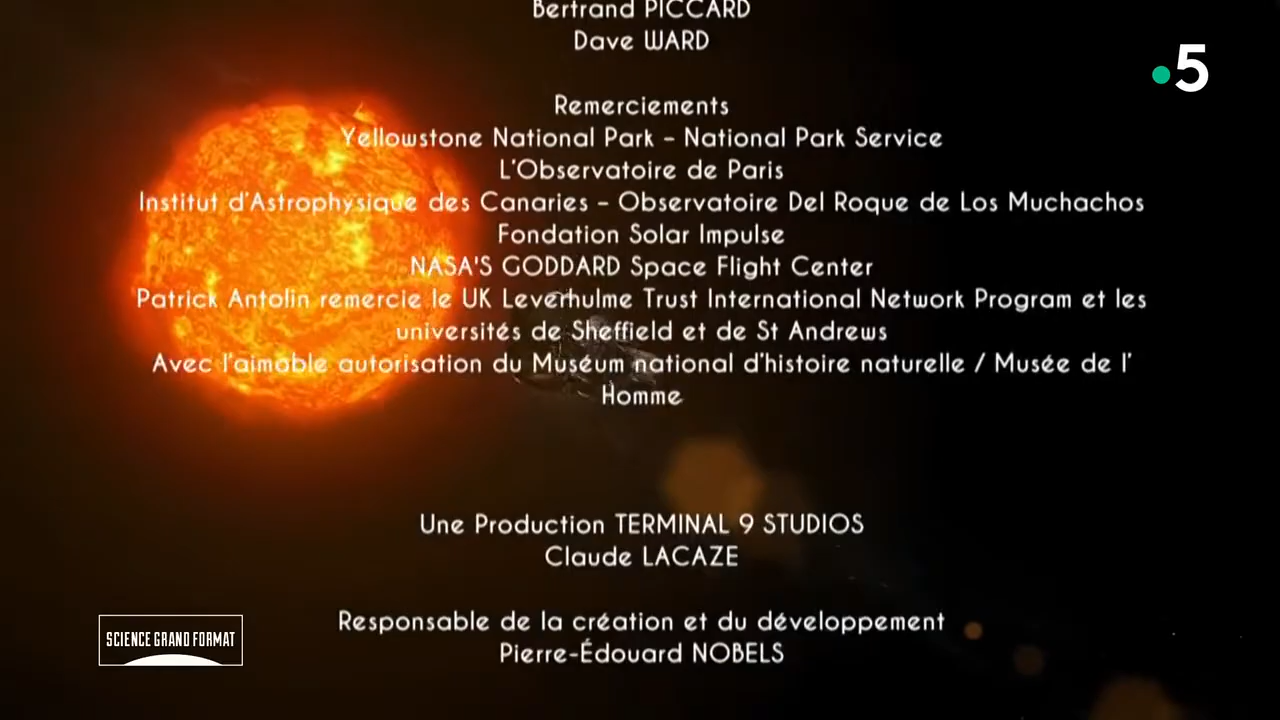 Bertrand PICCARD
Dave WARD
5
Remerciements
Yellowstone National Park – National Park Service
L'Observatoire de Paris
Institut d'Astrophysique des Canaries – Observatoire Del Roque de Los Muchachos
Fondation Solar Impulse
NASA'S GODDARD Space Flight Center
Patrick Antolin remercie le UK Leverhulme Trust International Network Program et les
universités de Sheffield et de St Andrews
Avec l'aimable autorisation du Muséum national d'histoire naturelle / Musée de l'
Homme
Une Production TERMINAL 9 STUDIOS
Claude LACAZE
Responsable de la création et du développement
Pierre-Édouard NOBELS
SCIENCE GRAND FORMAT